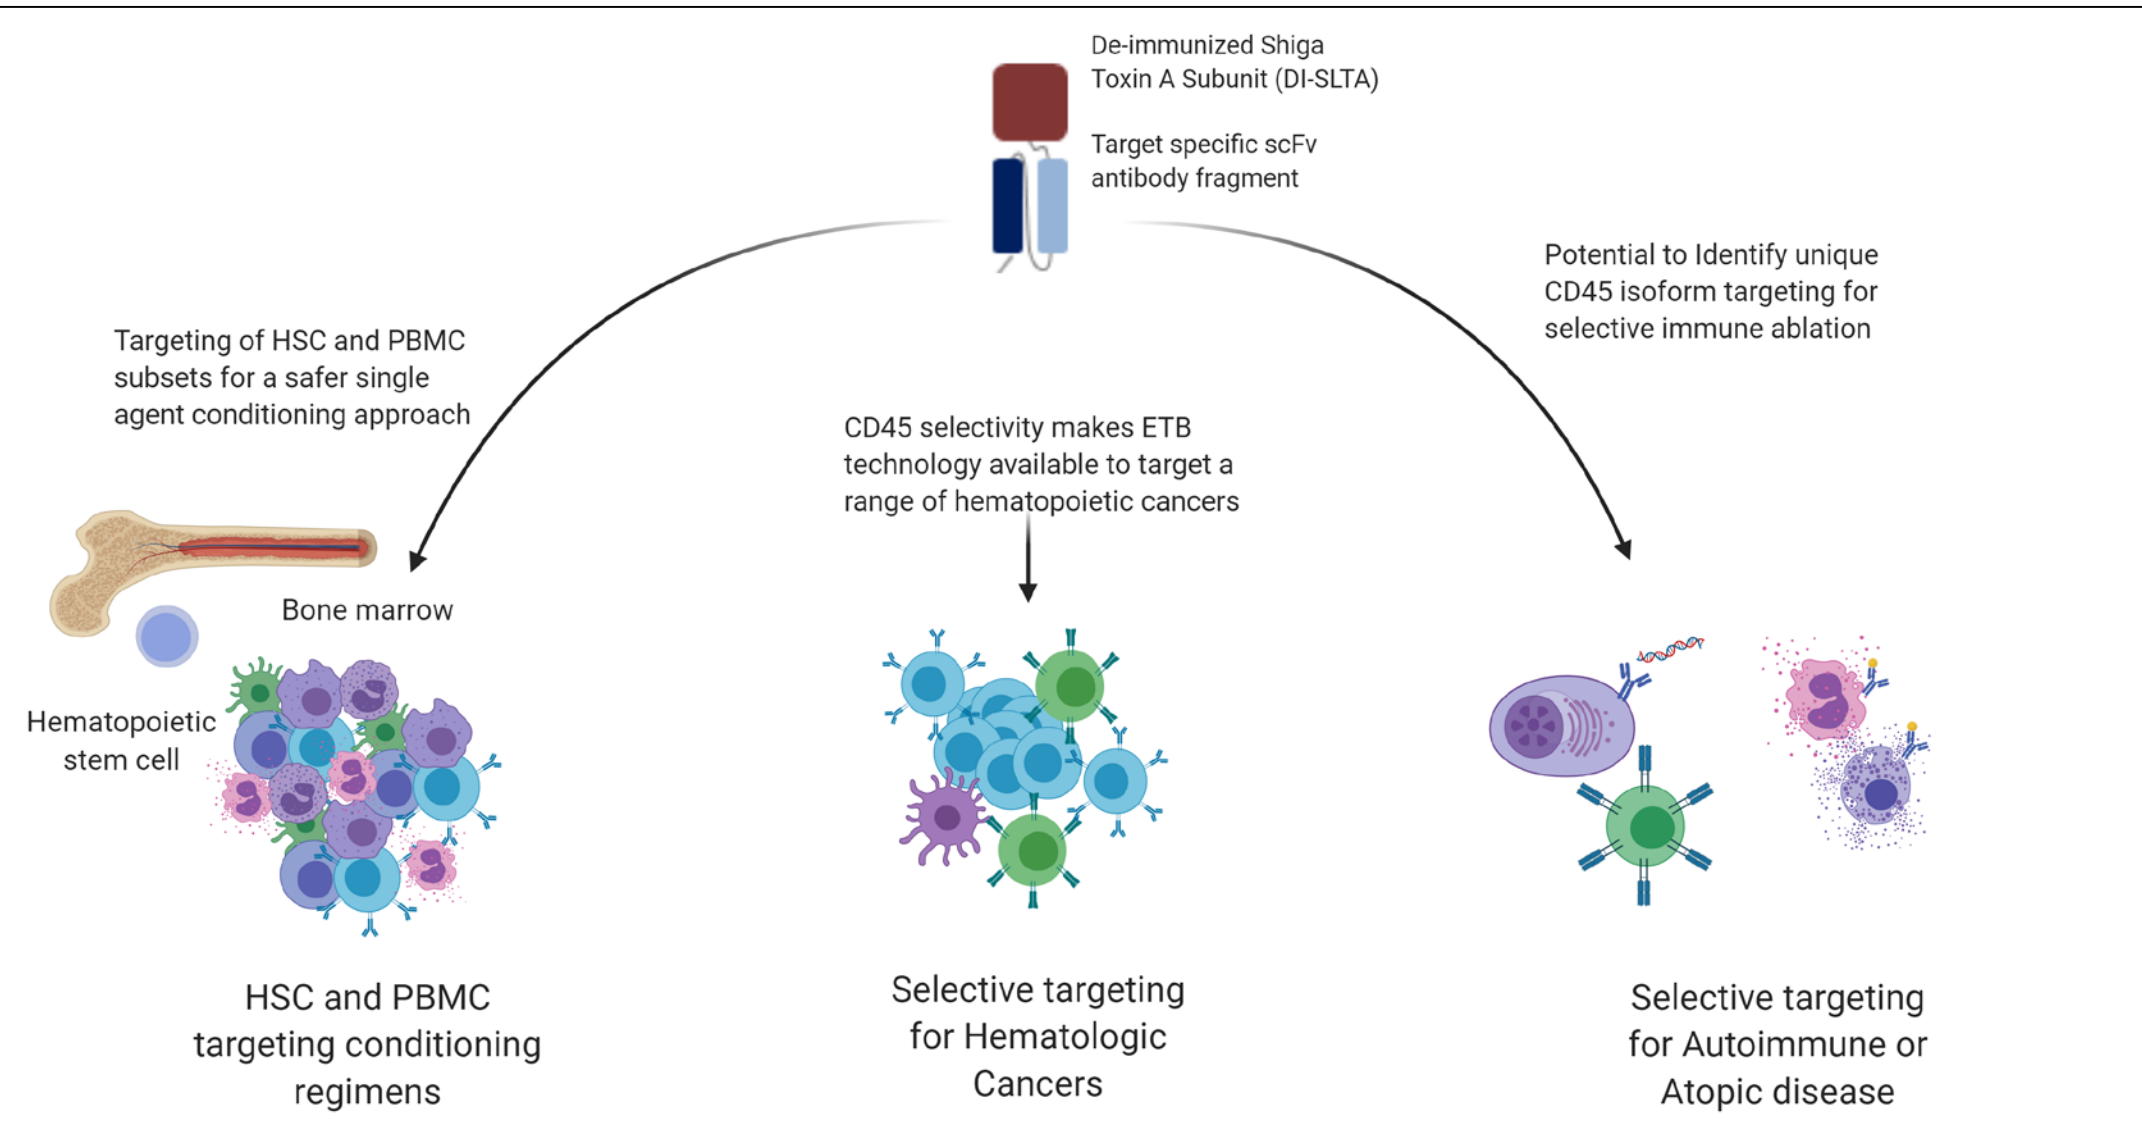 De-immunized Shiga
Toxin A Subunit (DI-SLTA)
Target specific scFv
antibody fragment
Potential to Identify unique
CD45 isoform targeting for
selective immune ablation
Targeting of HSC and PBMC
subsets for a safer single
agent conditioning approach
CD45 selectivity makes ETB
technology available to target a
range of hematopoietic cancers
Bone marrow
Hematopoietic
stem cell
HSC and PBMC
targeting conditioning
regimens
Selective targeting
for Hematologic
Cancers
Selective targeting
for Autoimmune or
Atopic disease